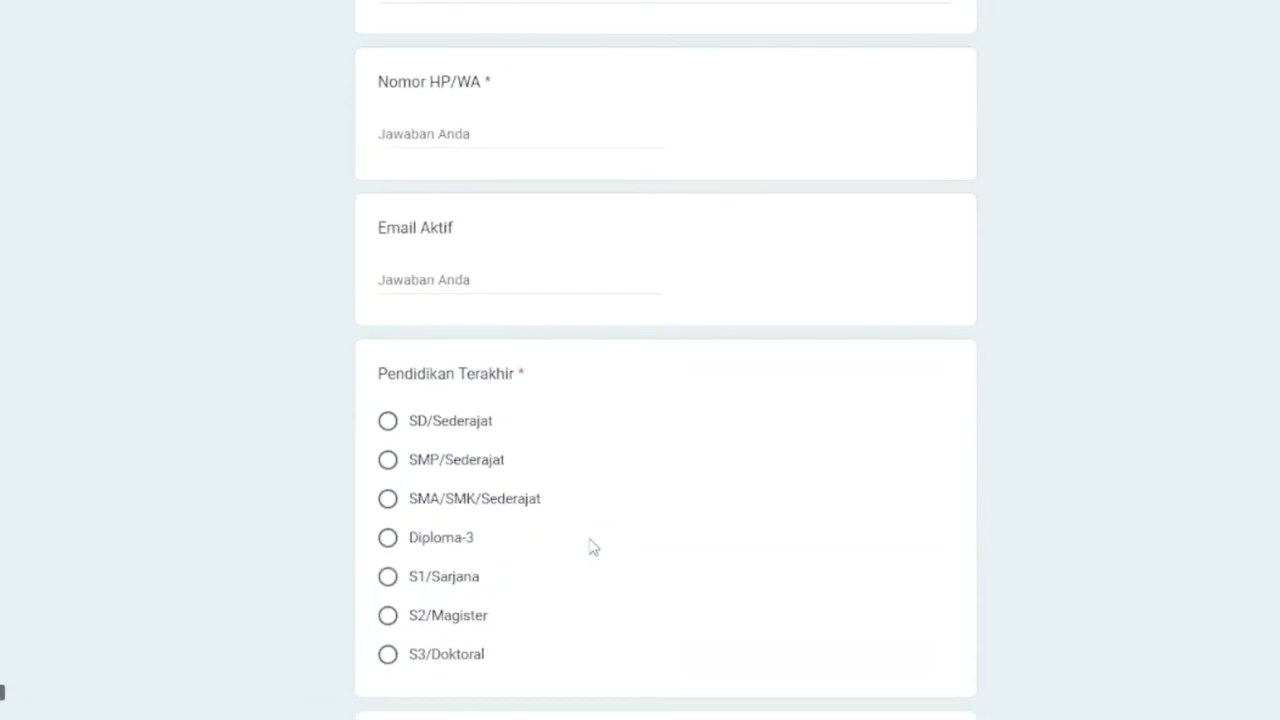 Nomor HP/WA *
Jawaban Anda
Email Aktif
Jawaban Anda
Pendidikan Terakhir *
SD/Sederajat
SMP/Sederajat
SMA/SMK/Sederajat
Diploma-3
S1/Sarjana
S2/Magister
S3/Doktoral